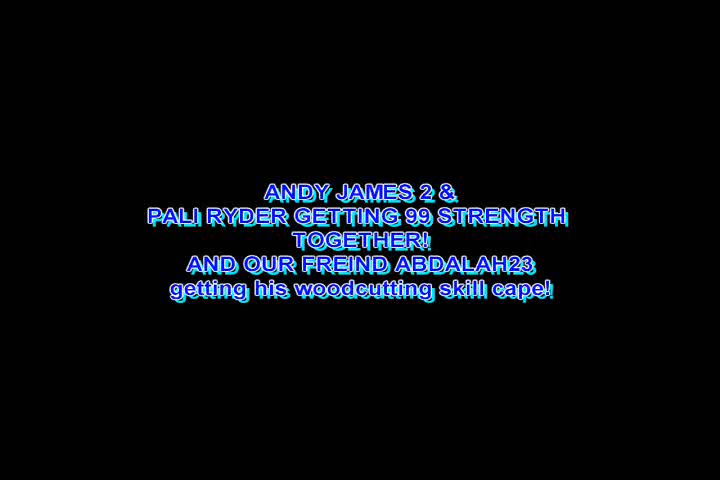 ANDY JAMES 2 &
PALI RYDER GETTING 99 STRENGTH
TOGETHER!
AND OUR FREIND ABDALAH23
getting his woodcutting skill cape!